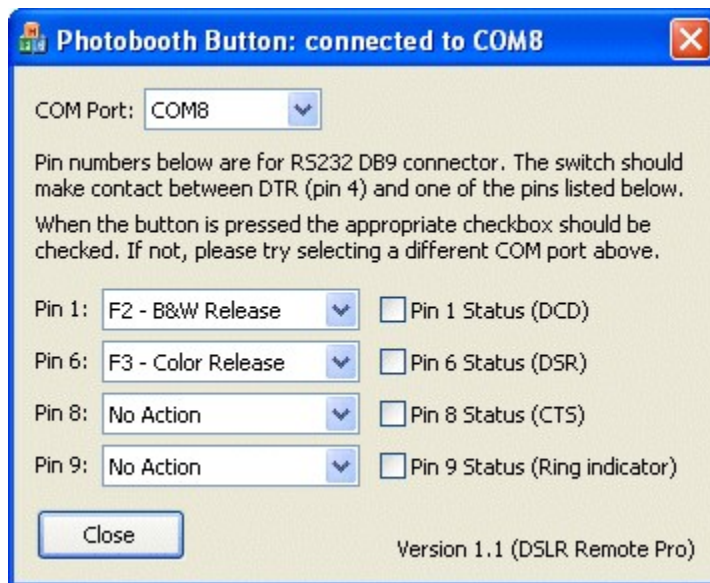 Photobooth Button: connected to COM8
COM Port: COM8
Pin numbers below are for RS232 DB9 connector. The switch should
make contact between DTR (pin 4) and one of the pins listed below.
When the button is pressed the appropriate checkbox should be
checked. If not, please try selecting a different COM port above.
Pin 1: F2 - B&W Release Pin 1 Status (DCD)
Pin 6: F3 - Color Release Pin 6 Status (DSR)
Pin 8: No Action Pin 8 Status (CTS)
Pin 9: No Action Pin 9 Status (Ring indicator)
Close
Version 1.1 (DSLR Remote Pro)